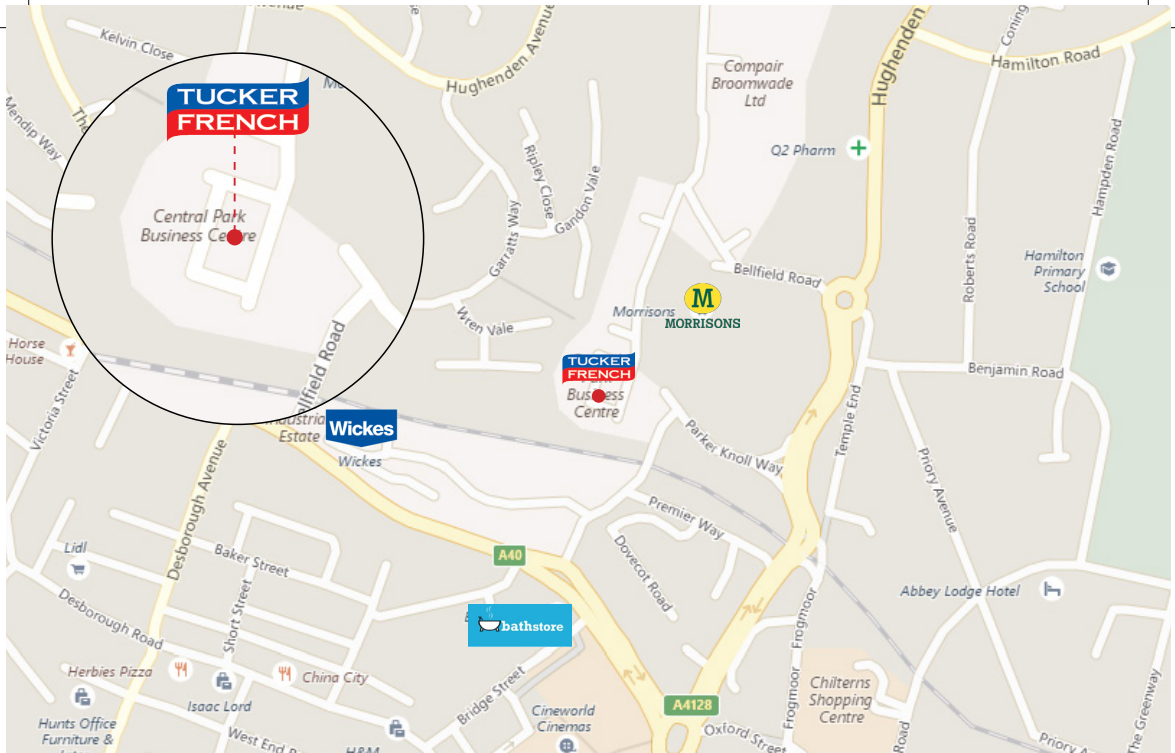 Kelvin Close
Hughenden Avenue
Mendip Way
TUCKER
FRENCH
Central Park
Business Centre
Compair
Broomwade
Ltd
Hughenden
Hamilton Road
Q2 Pharm
Hampden Road
Ripley Close
Gandon Vale
Garratts Way
Roberts Road
Hamilton
Primary
School
Bellfield Road
Morrisons
M
MORRISONS
Wren Vale
TUCKER
FRENCH
Business
Centre
Benjamin Road
Horse
House
Victoria Street
Estate
Wickes
Wickes
Parker Knoll Way
Temple End
Priory Avenue
Desborough Avenue
Premier Way
Dovecot Road
A40
Lidl
Baker Street
Short Street
Desborough Road
bathstore
Abbey Lodge Hotel
Frogmoor
Frogmoor
Herbies Pizza
China City
Isaac Lord
Bridge Street
Hunts Office
Furniture &
West End
H&M
Cineworld
Cinemas
A4128
Oxford Street
Chilterns
Shopping
Centre
Road
The Greenway